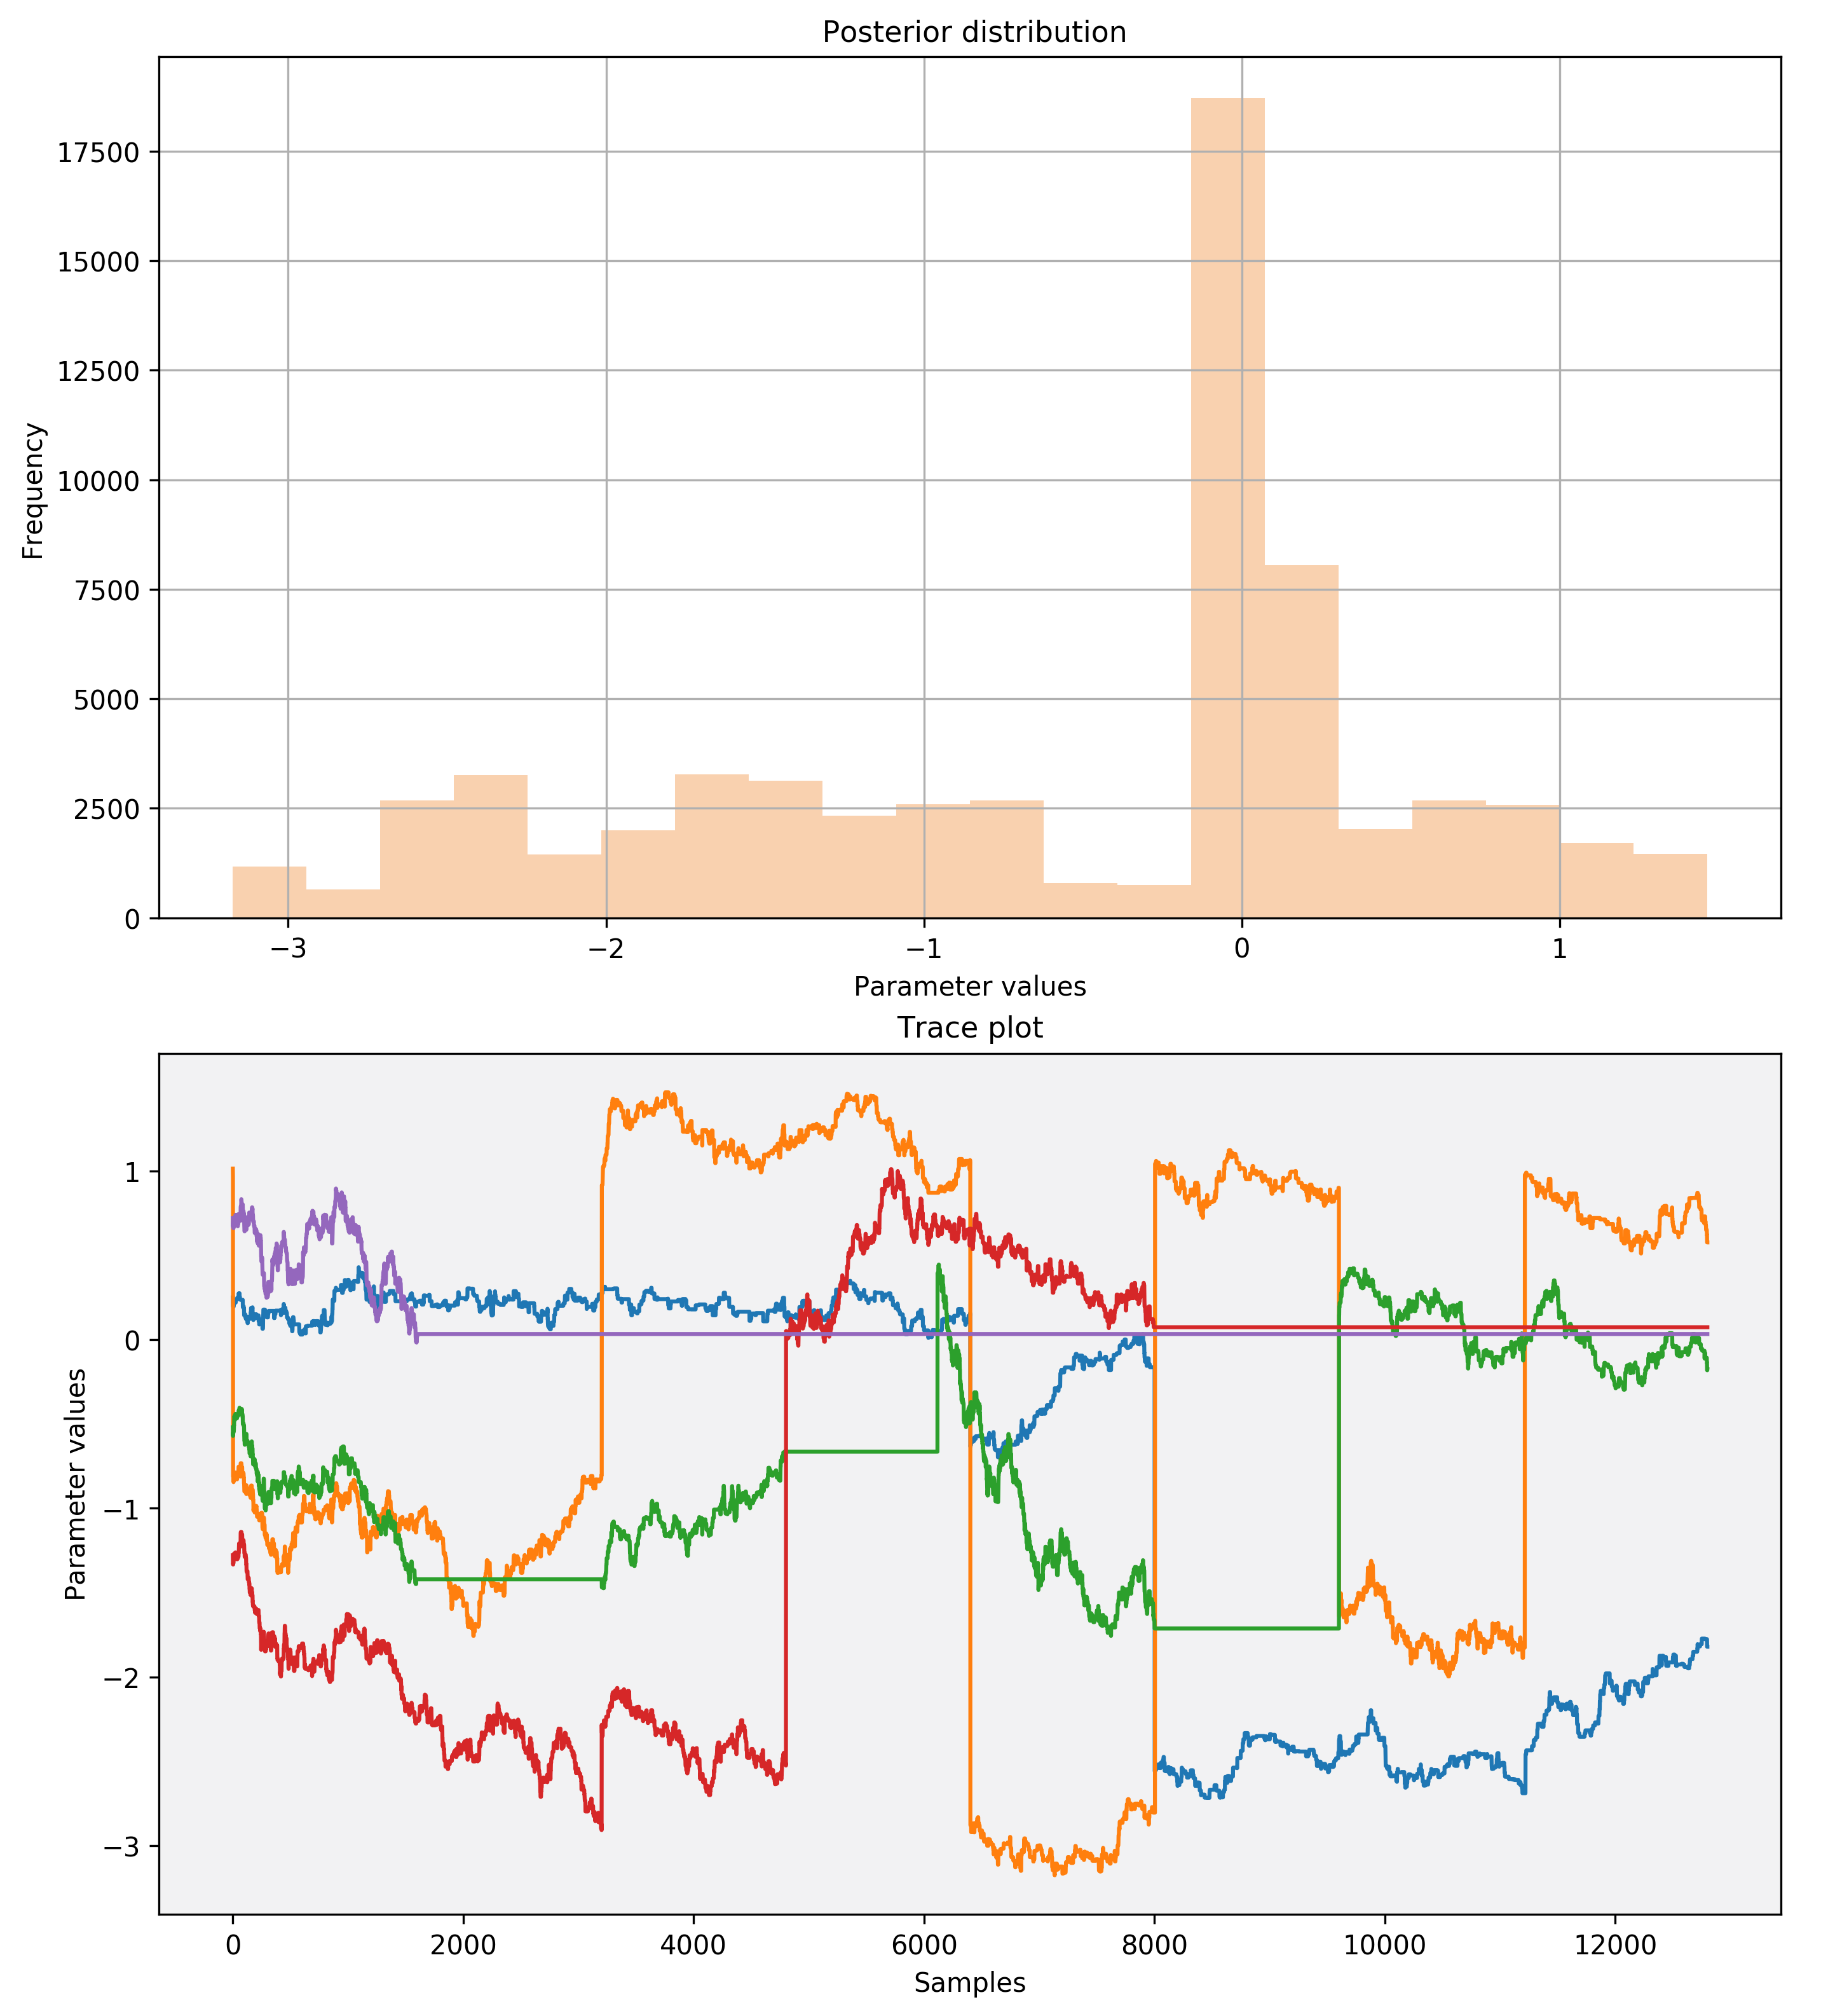 Posterior distribution
17500
15000
12500
10000
7500
5000
2500
0
Frequency
−3 −2 −1 0 1
Parameter values
Trace plot
1
0
−1
−2
−3
Parameter values
0 2000 4000 6000 8000 10000 12000
Samples